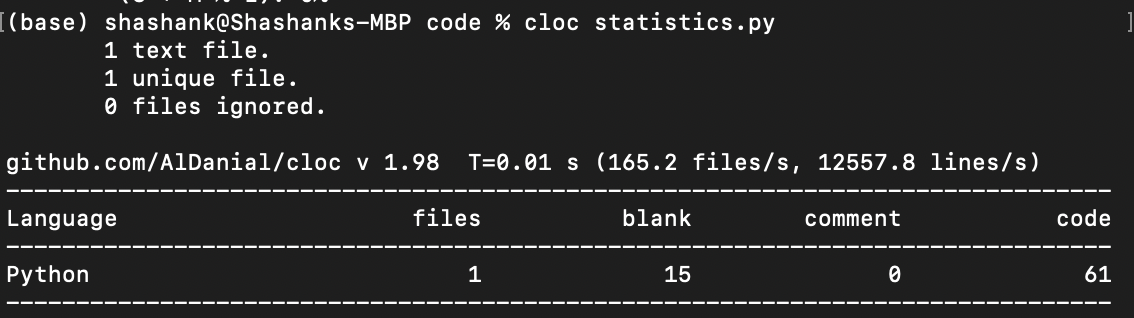 [(base) shashank@Shashanks-MBP code % cloc statistics.py ]
1 text file.
1 unique file.
0 files ignored.
github.com/AlDanial/cloc v 1.98  T=0.01 s (165.2 files/s, 12557.8 lines/s)
-------------------------------------------------------------------------------
Language files blank comment code
-------------------------------------------------------------------------------
Python 1 15 0 61
-------------------------------------------------------------------------------